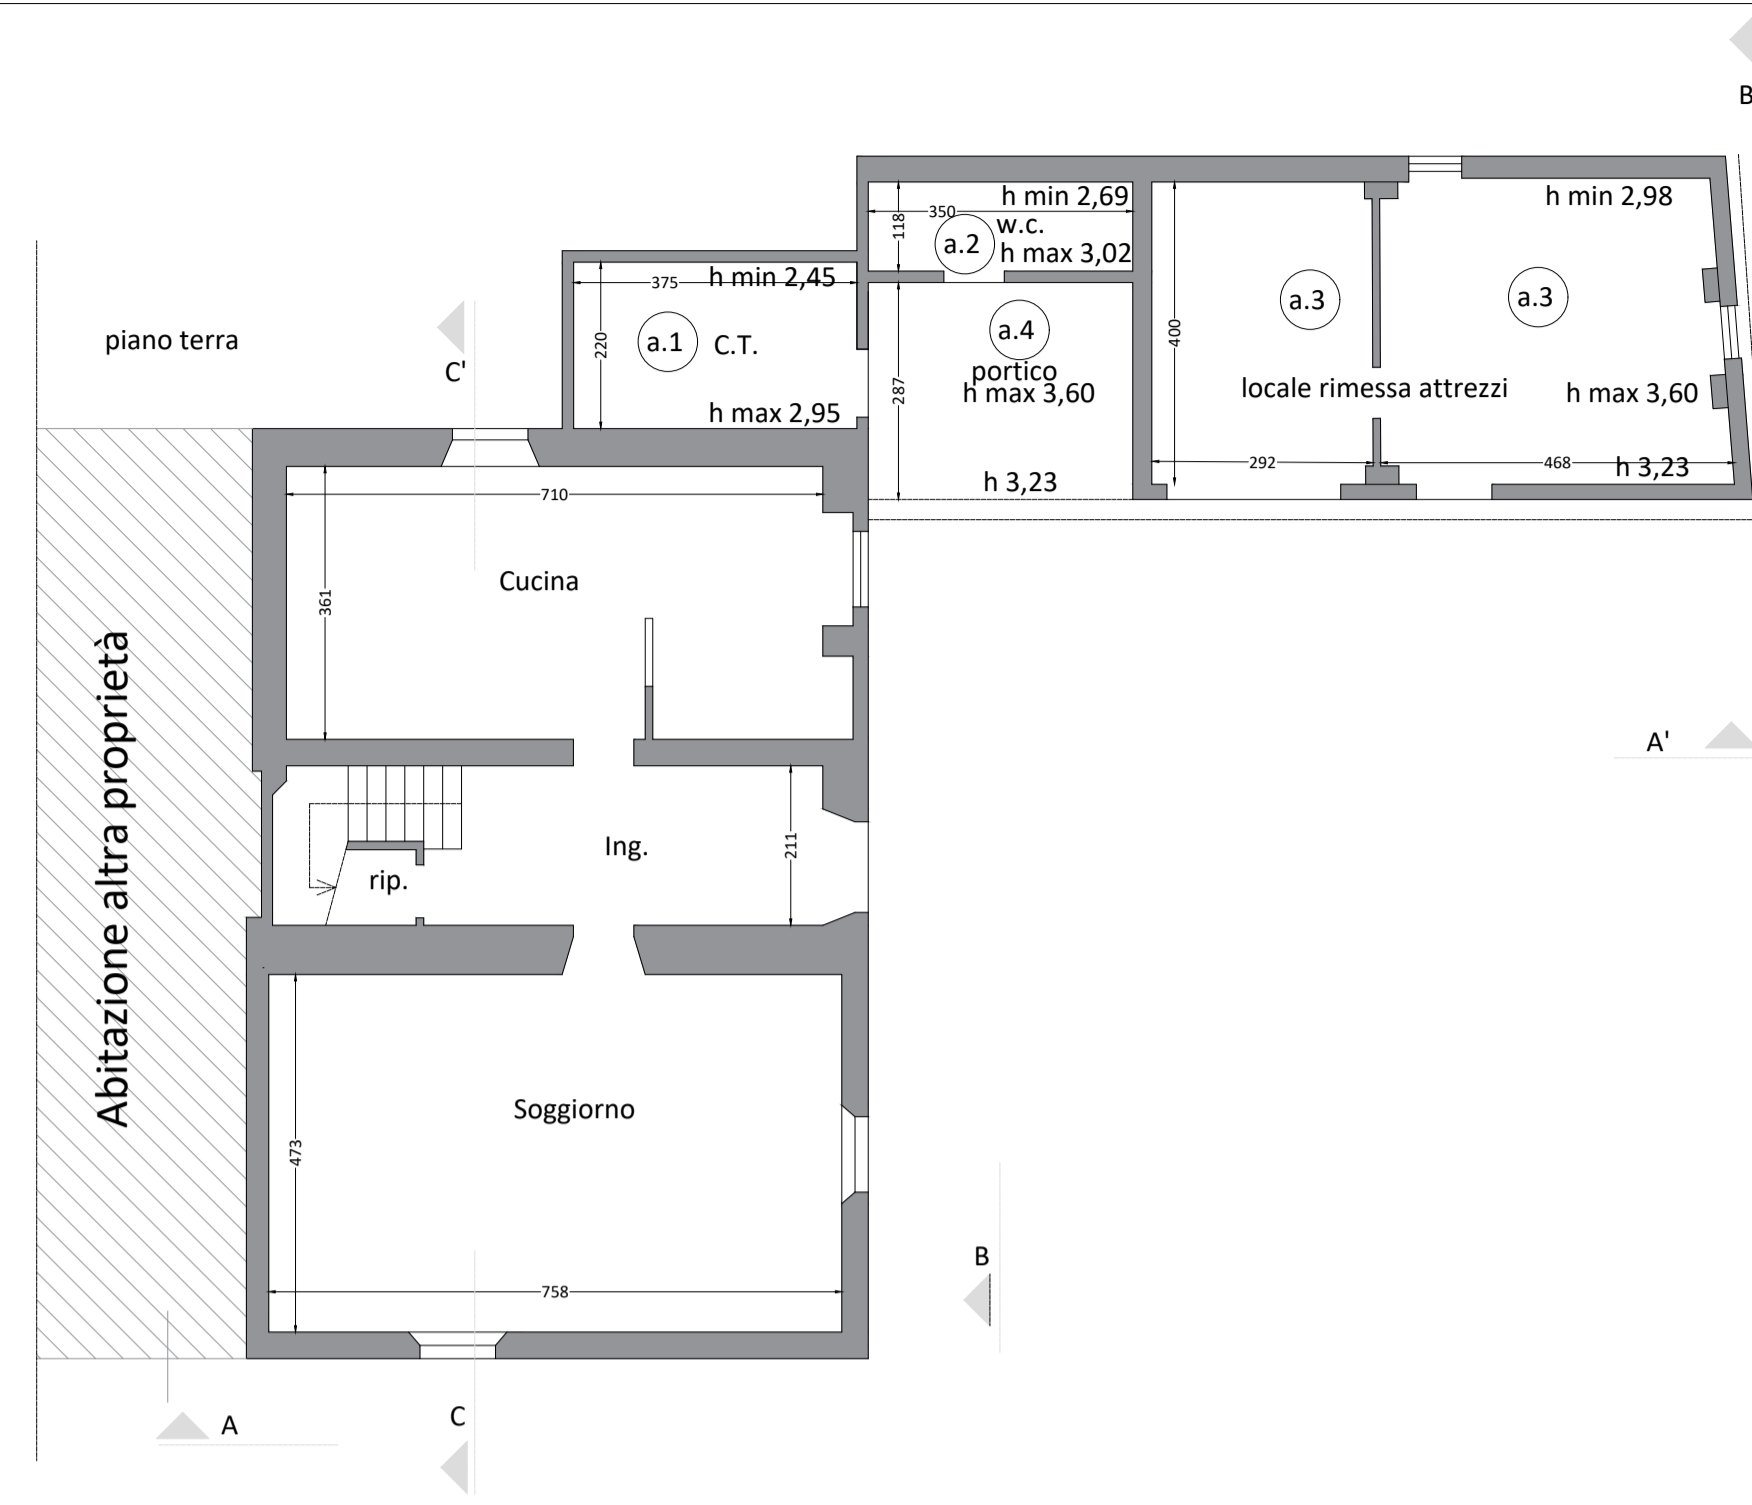 B
h min 2,69
h min 2,98
350
118
w.c.
a.2
h max 3,02
h min 2,45
375
a.3
a.3
a.4
piano terra
220
a.1
C.T.
400
C'
portico
287
h max 3,60
locale rimessa attrezzi
h max 3,60
h max 2,95
292
468
h 3,23
h 3,23
710
Cucina
361
Abitazione altra proprietà
A'
Ing.
211
rip.
Soggiorno
473
B
758
C
A